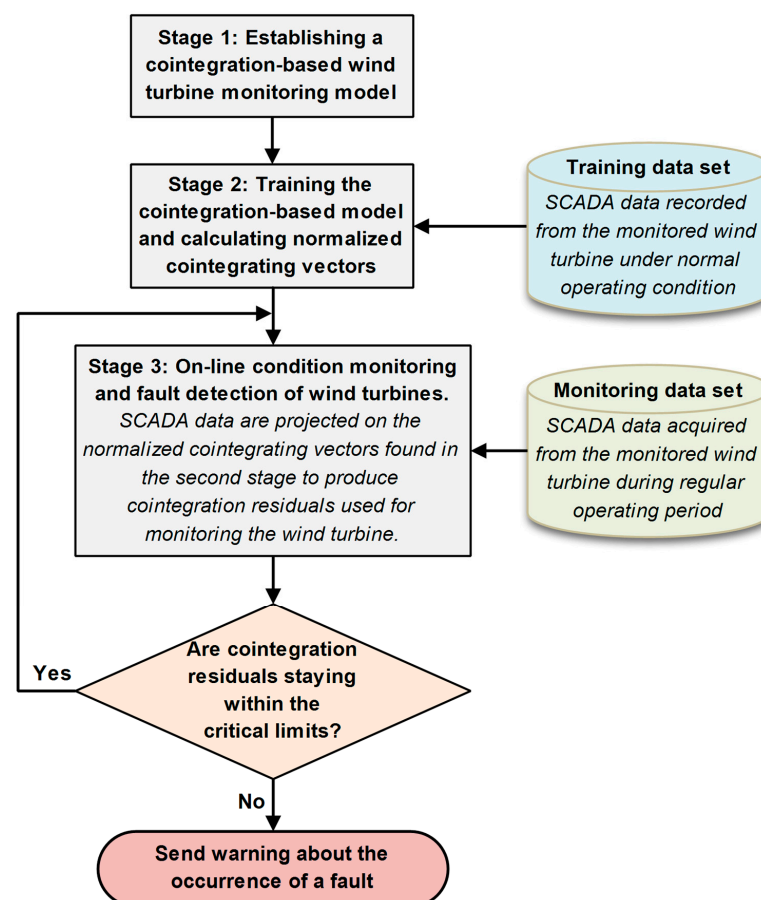 Stage 1: Establishing a
cointegration-based wind
turbine monitoring model
Stage 2: Training the
cointegration-based model
and calculating normalized
cointegrating vectors
Training data set
SCADA data recorded
from the monitored wind
turbine under normal
operating condition
Stage 3: On-line condition monitoring
and fault detection of wind turbines.
SCADA data are projected on the
normalized cointegrating vectors found in
the second stage to produce
cointegration residuals used for
monitoring the wind turbine.
Monitoring data set
SCADA data acquired
from the monitored wind
turbine during regular
operating period
Are cointegration
residuals staying
within the
critical limits?
Yes
No
Send warning about the
occurrence of a fault